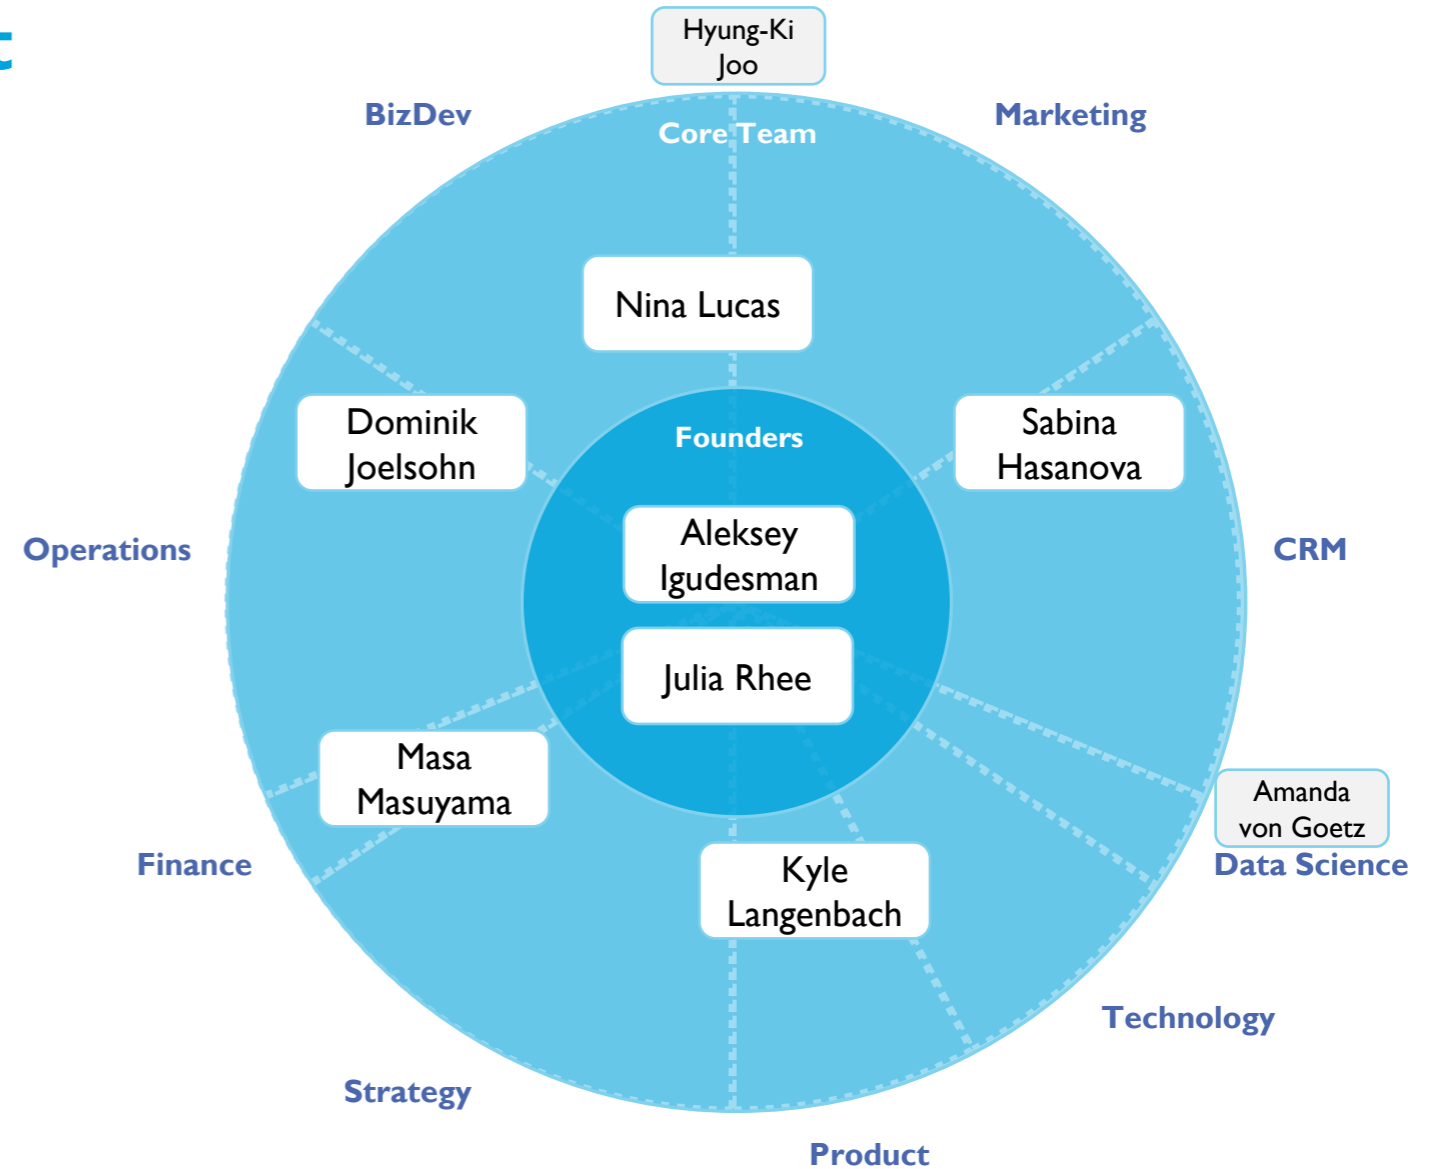 t
Hyung-Ki
Joo
BizDev
Marketing
Core Team
Nina Lucas
Dominik
Joelsohn
Sabina
Hasanova
Founders
Aleksey
Igudesman
Operations
CRM
Julia Rhee
Masa
Masuyama
Amanda
von Goetz
Finance
Data Science
Kyle
Langenbach
Technology
Strategy
Product